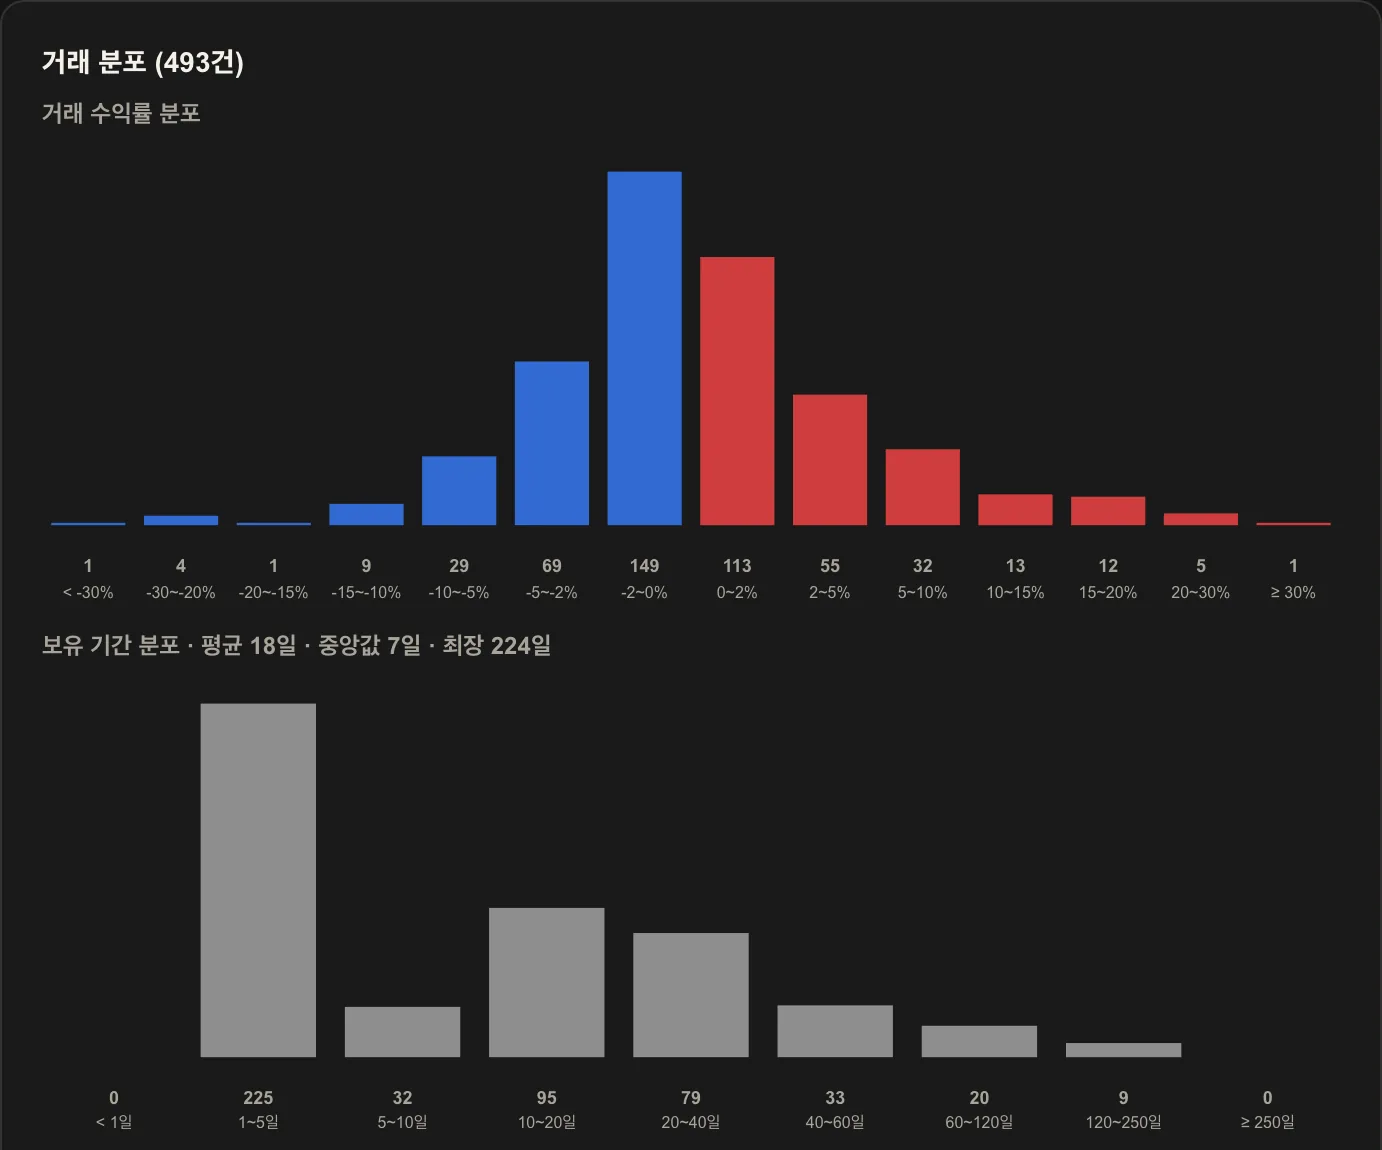 거래 분포 (493건)
거래 수익률 분포
1 4 1 9 29 69 149 113 55 32 13 12 5 1
< -30% -30~-20% -20~-15% -15~-10% -10~-5% -5~-2% -2~0% 0~2% 2~5% 5~10% 10~15% 15~20% 20~30% ≥ 30%
보유 기간 분포 · 평균 18일 · 중앙값 7일 · 최장 224일
0 225 32 95 79 33 20 9 0
< 1일 1~5일 5~10일 10~20일 20~40일 40~60일 60~120일 120~250일 ≥ 250일